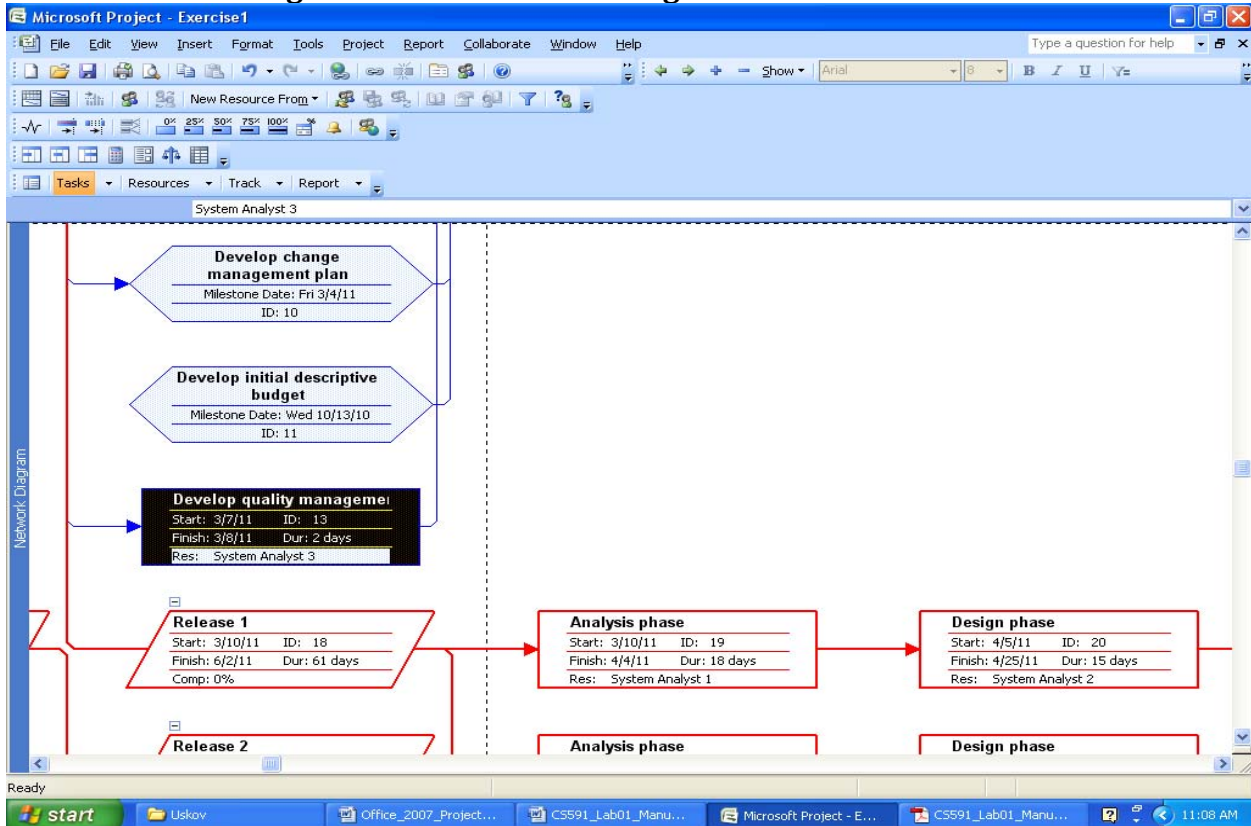 Microsoft Project - Exercise1
File Edit View Insert Format Tools Project Report Collaborate Window Help
Type a question for help
Show
Arial
8
B I U
New Resource From
0% 25% 50% 75% 100%
Tasks Resources Track Report
System Analyst 3
Network Diagram
Develop change
management plan
Milestone Date: Fri 3/4/11
ID: 10
Develop initial descriptive
budget
Milestone Date: Wed 10/13/10
ID: 11
Develop quality manageme
Start: 3/7/11 ID: 13
Finish: 3/8/11 Dur: 2 days
Res: System Analyst 3
Release 1
Start: 3/10/11 ID: 18
Finish: 6/2/11 Dur: 61 days
Comp: 0%
Analysis phase
Start: 3/10/11 ID: 19
Finish: 4/4/11 Dur: 18 days
Res: System Analyst 1
Design phase
Start: 4/5/11 ID: 20
Finish: 4/25/11 Dur: 15 days
Res: System Analyst 2
Release 2
Analysis phase
Design phase
Ready
start
Uskov
Office_2007_Project...
CS591_Lab01_Manu...
Microsoft Project - E...
CS591_Lab01_Manu...
11:08 AM